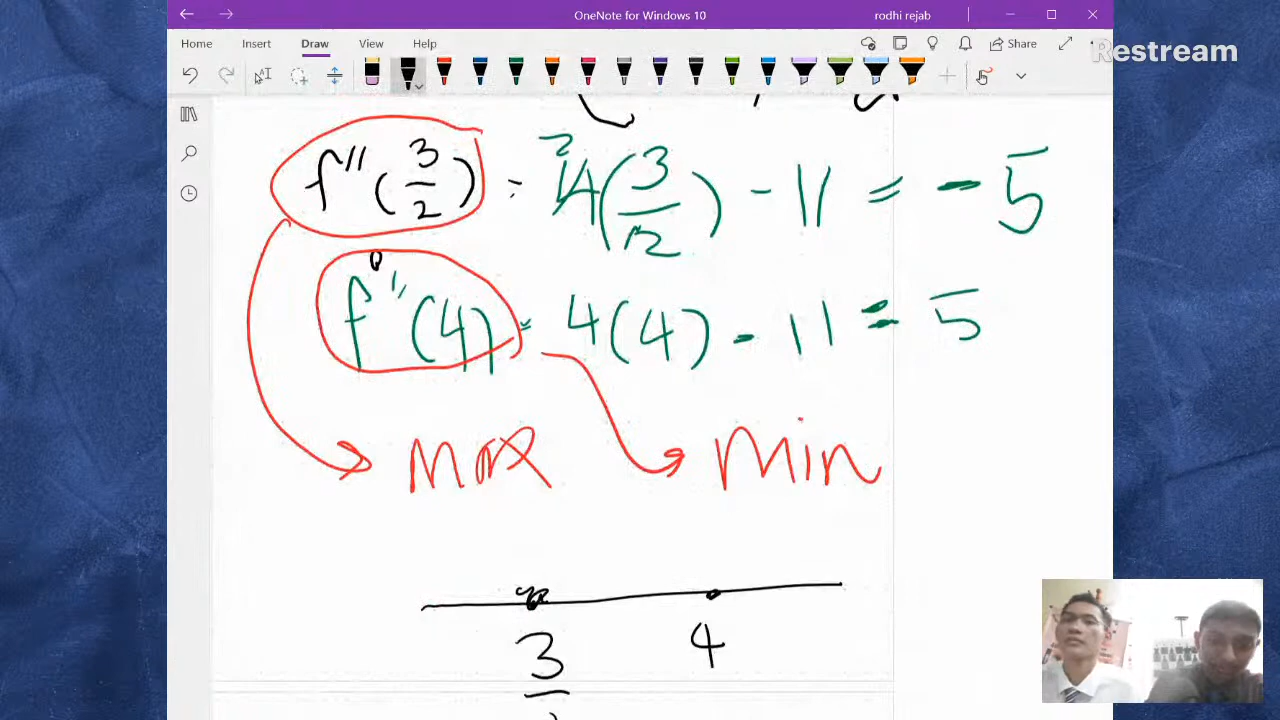 OneNote for Windows 10
rodhi rejab
Home Insert Draw View Help
Share
Restream
f''(3/2) = 4(3/2) - 11 = -5
2
f''(4) = 4(4) - 11 = 5
Max
Min
3
4